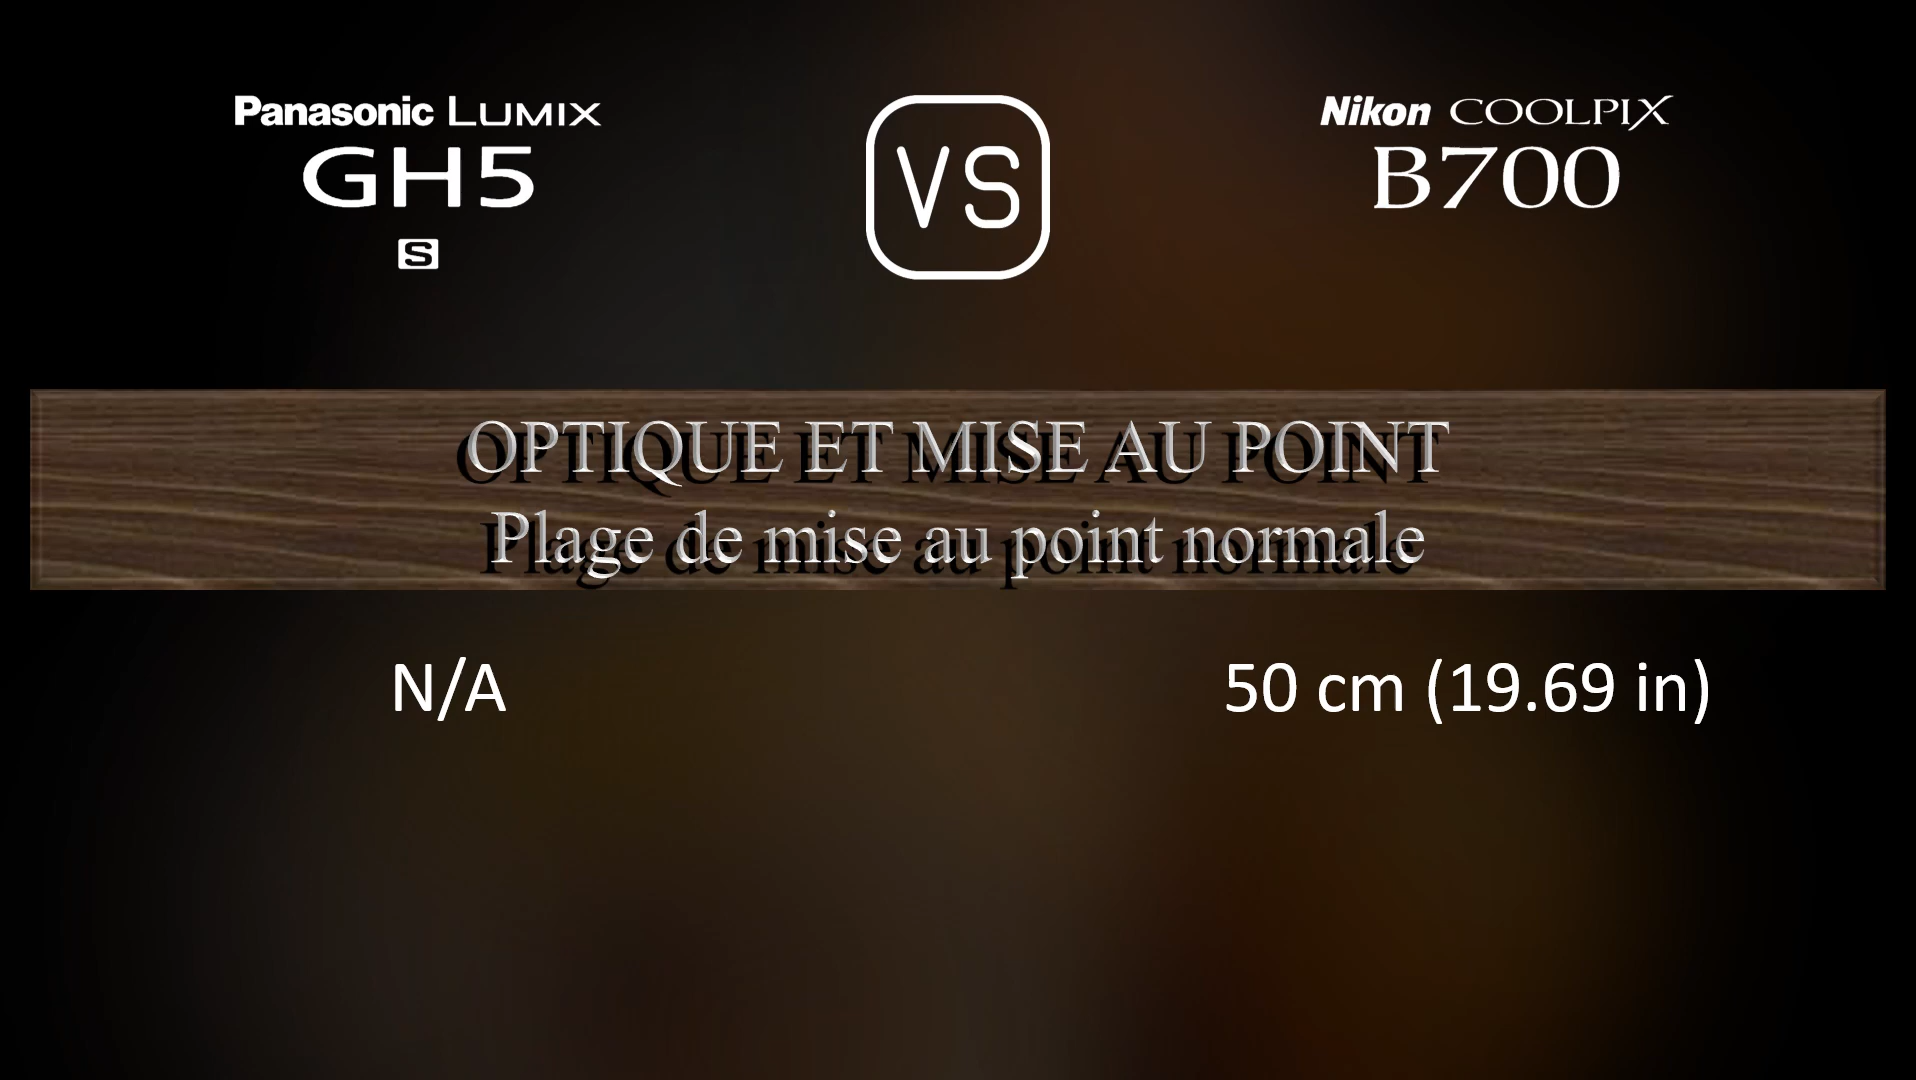 Panasonic LUMIX
GH5
S
VS
Nikon COOLPIX
B700
OPTIQUE ET MISE AU POINT
Plage de mise au point normale
N/A
50 cm (19.69 in)